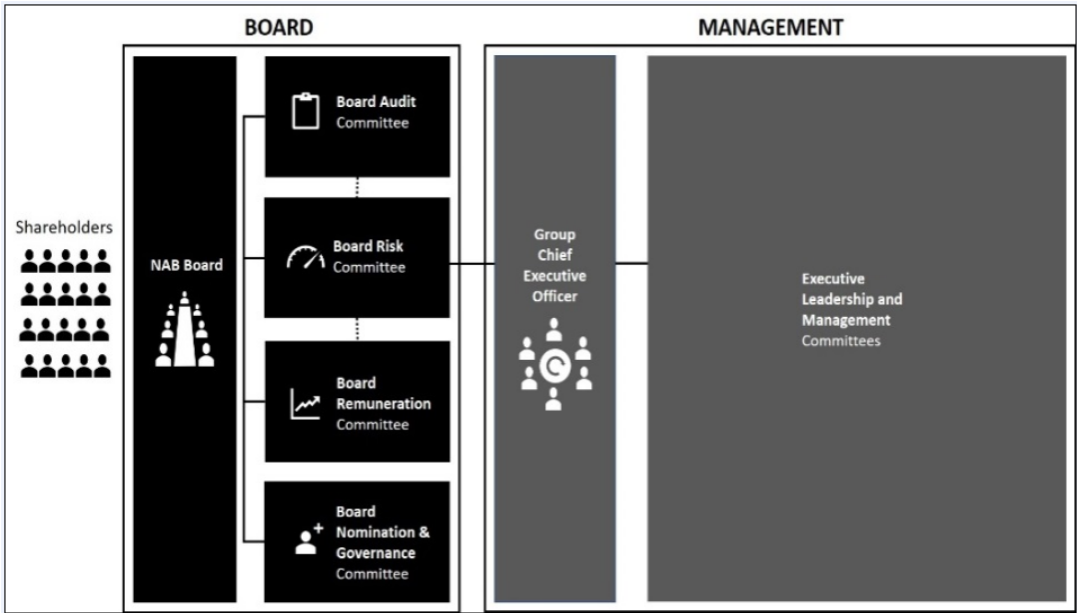 BOARD
MANAGEMENT
Shareholders
NAB Board
Board Audit
Committee
Board Risk
Committee
Board
Remuneration
Committee
Board
Nomination &
Governance
Committee
Group
Chief
Executive
Officer
Executive
Leadership and
Management
Committees